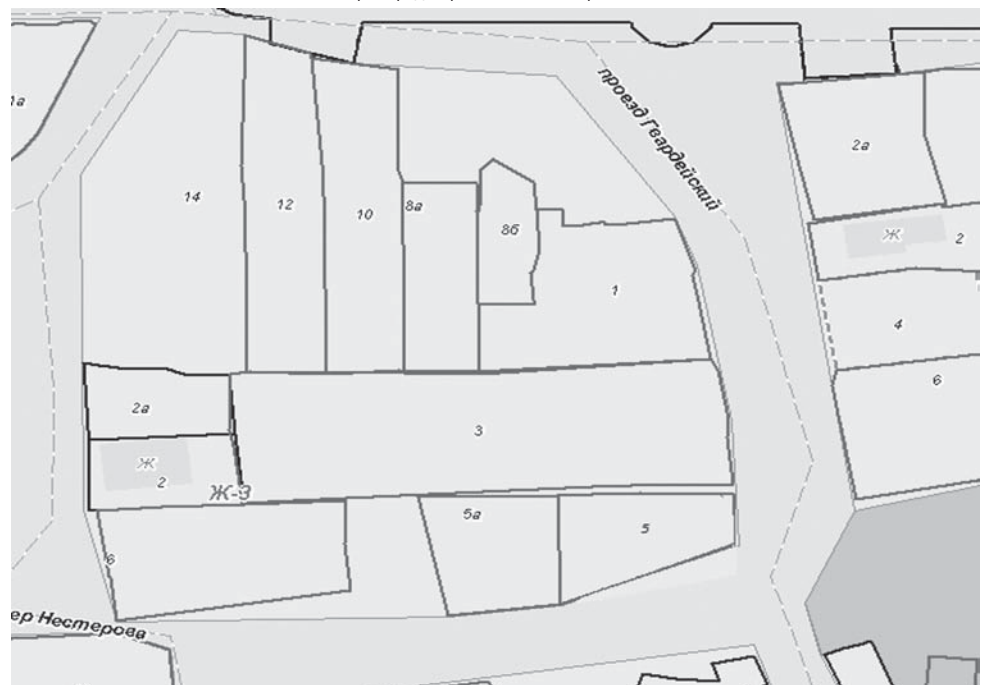 1а
14
12
10
8а
8б
1
проезд Гвардейский
2а
Ж
2
4
6
2а
Ж
2
Ж-3
3
6
5а
5
ер Нестерова